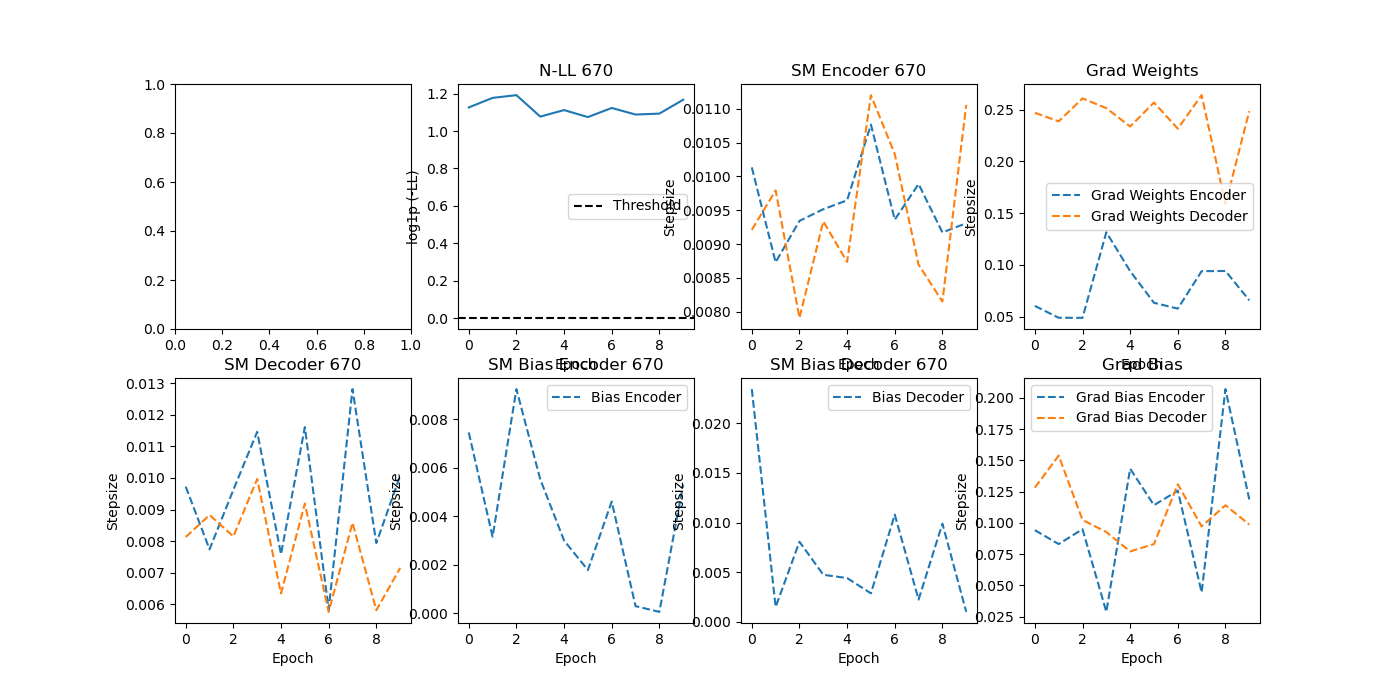 N-LL 670
SM Encoder 670
Grad Weights
1.0
0.8
0.6
0.4
0.2
0.0
0.0 0.2 0.4 0.6 0.8 1.0
log1p (-LL)
1.2
1.0
0.8
0.6
0.4
0.2
0.0
Threshold
0 2 4 6 8
Epoch
Stepsize
0.0110
0.0105
0.0100
0.0095
0.0090
0.0085
0.0080
0 2 4 6 8
Epoch
Stepsize
0.25
0.20
0.15
0.10
0.05
Grad Weights Encoder
Grad Weights Decoder
0 2 4 6 8
Epoch
SM Decoder 670
SM Bias Encoder 670
SM Bias Decoder 670
Grad Bias
Stepsize
0.013
0.012
0.011
0.010
0.009
0.008
0.007
0.006
0 2 4 6 8
Epoch
Stepsize
0.008
0.006
0.004
0.002
0.000
Bias Encoder
0 2 4 6 8
Epoch
Stepsize
0.020
0.015
0.010
0.005
0.000
Bias Decoder
0 2 4 6 8
Epoch
Stepsize
0.200
0.175
0.150
0.125
0.100
0.075
0.050
0.025
Grad Bias Encoder
Grad Bias Decoder
0 2 4 6 8
Epoch